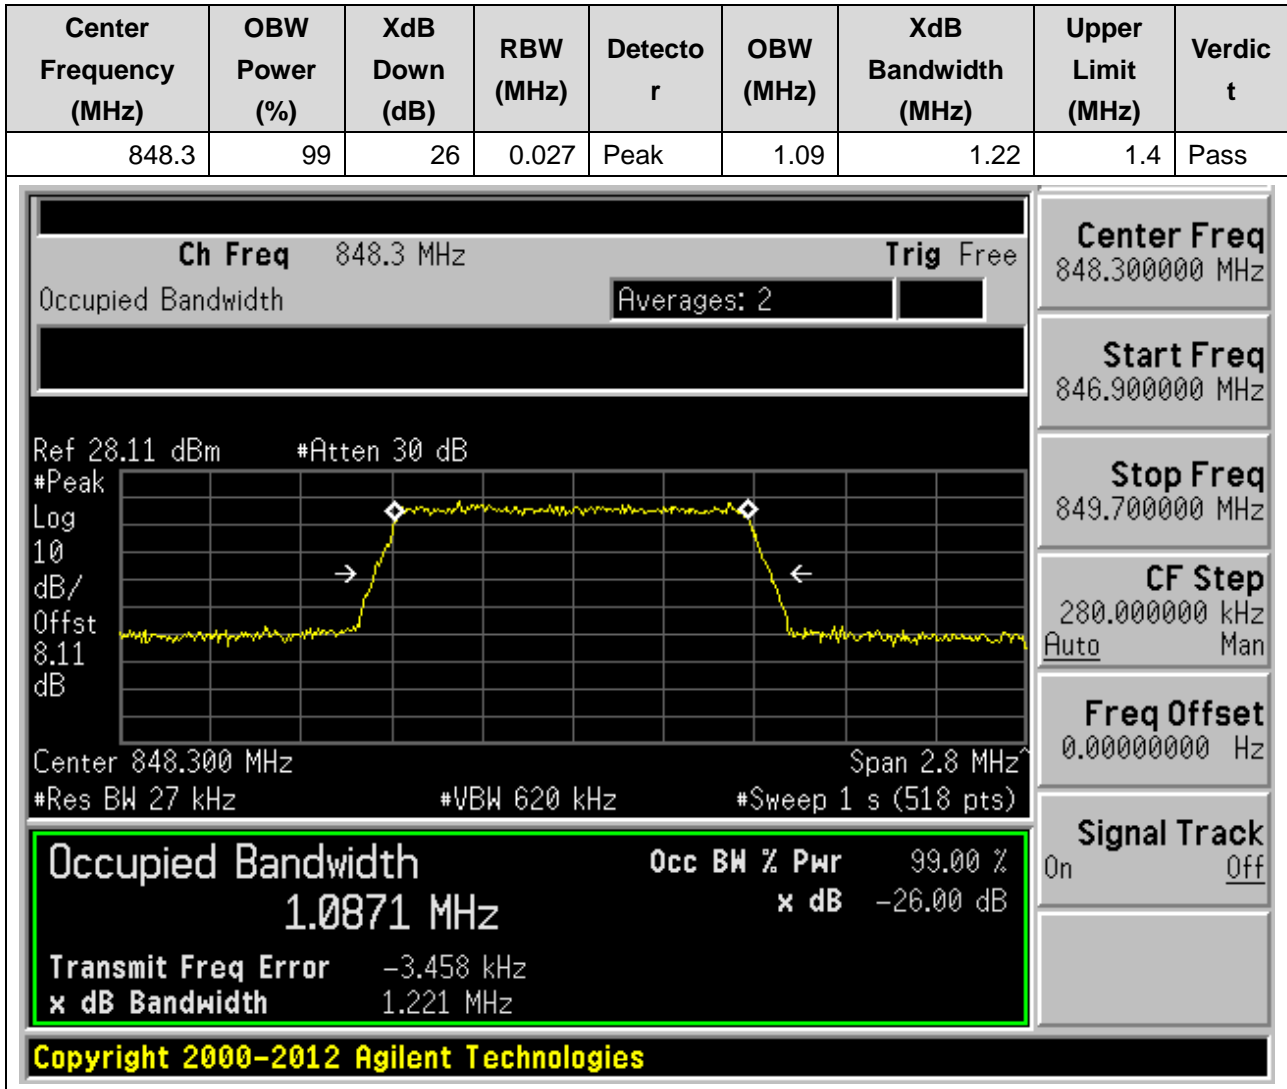 Center Frequency (MHz) OBW Power (%) XdB Down (dB) RBW (MHz) Detecto r OBW (MHz) XdB Bandwidth (MHz) Upper Limit (MHz) Verdic t
848.3 99 26 0.027 Peak 1.09 1.22 1.4 Pass
Ch Freq 848.3 MHz Trig Free
Occupied Bandwidth Averages: 2
Ref 28.11 dBm #Atten 30 dB
#Peak
Log
10
dB/
Offst
8.11
dB
Center 848.300 MHz Span 2.8 MHz^
#Res BW 27 kHz #VBW 620 kHz #Sweep 1 s (518 pts)
Occupied Bandwidth Occ BW % Pwr 99.00 %
1.0871 MHz x dB -26.00 dB
Transmit Freq Error -3.458 kHz
x dB Bandwidth 1.221 MHz
Copyright 2000-2012 Agilent Technologies
Center Freq
848.300000 MHz
Start Freq
846.900000 MHz
Stop Freq
849.700000 MHz
CF Step
280.000000 kHz
Auto Man
Freq Offset
0.00000000 Hz
Signal Track
On Off